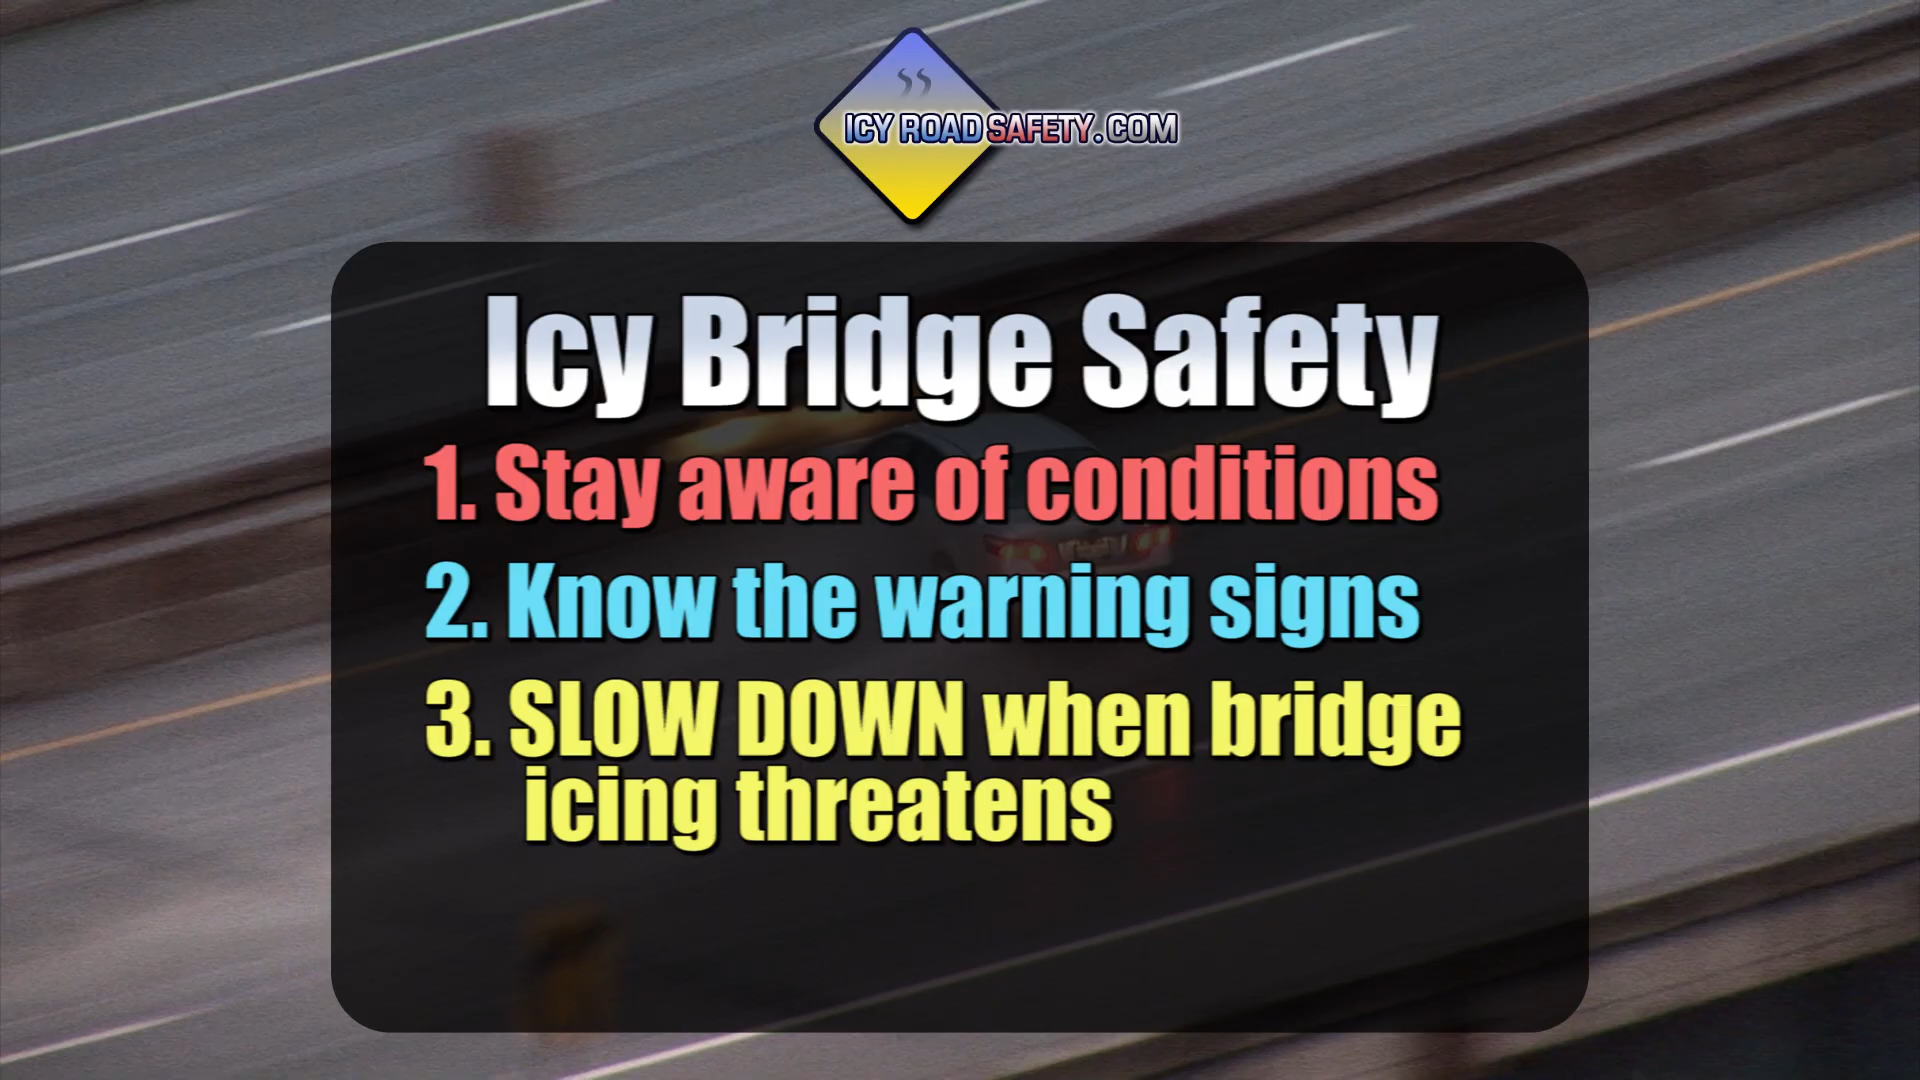 ICY ROAD SAFETY.COM
Icy Bridge Safety
1. Stay aware of conditions
2. Know the warning signs
3. SLOW DOWN when bridge
icing threatens